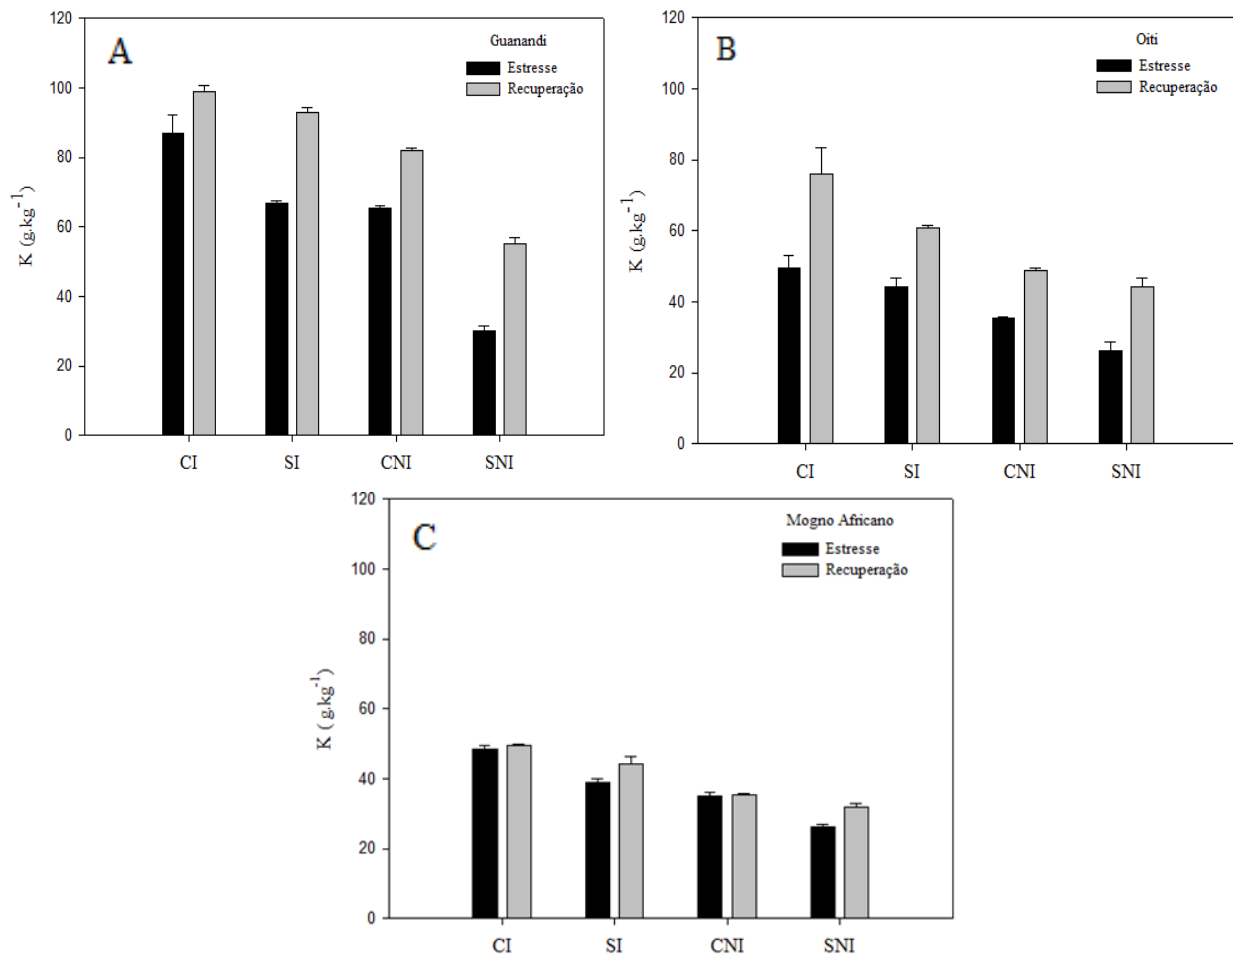 A
Guanandi
Estresse
Recuperação
K (g.kg⁻¹)
120
100
80
60
40
20
0
CI SI CNI SNI
B
Oiti
Estresse
Recuperação
K (g.kg⁻¹)
120
100
80
60
40
20
0
CI SI CNI SNI
C
Mogno Africano
Estresse
Recuperação
K ( g.kg⁻¹)
120
100
80
60
40
20
0
CI SI CNI SNI